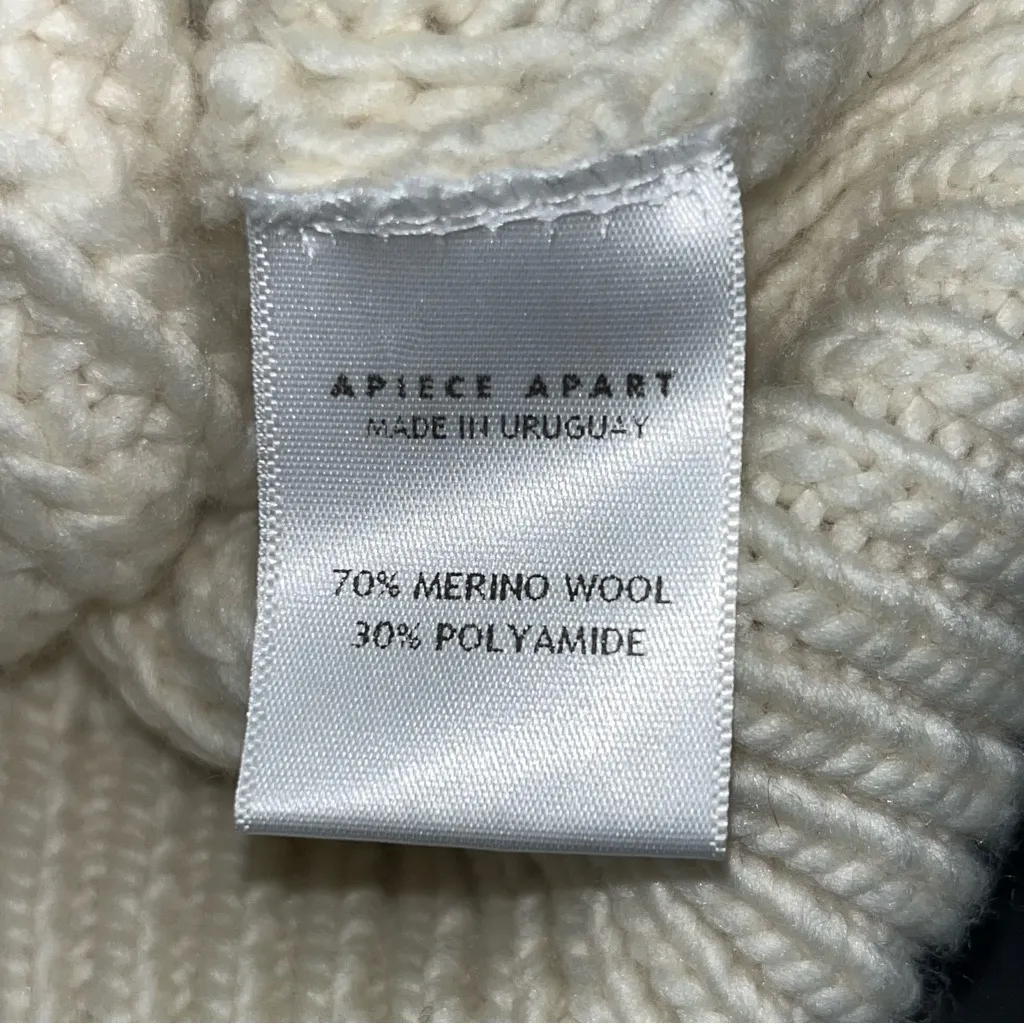 APIECE APART
MADE IN URUGUAY
70% MERINO WOOL
30% POLYAMIDE